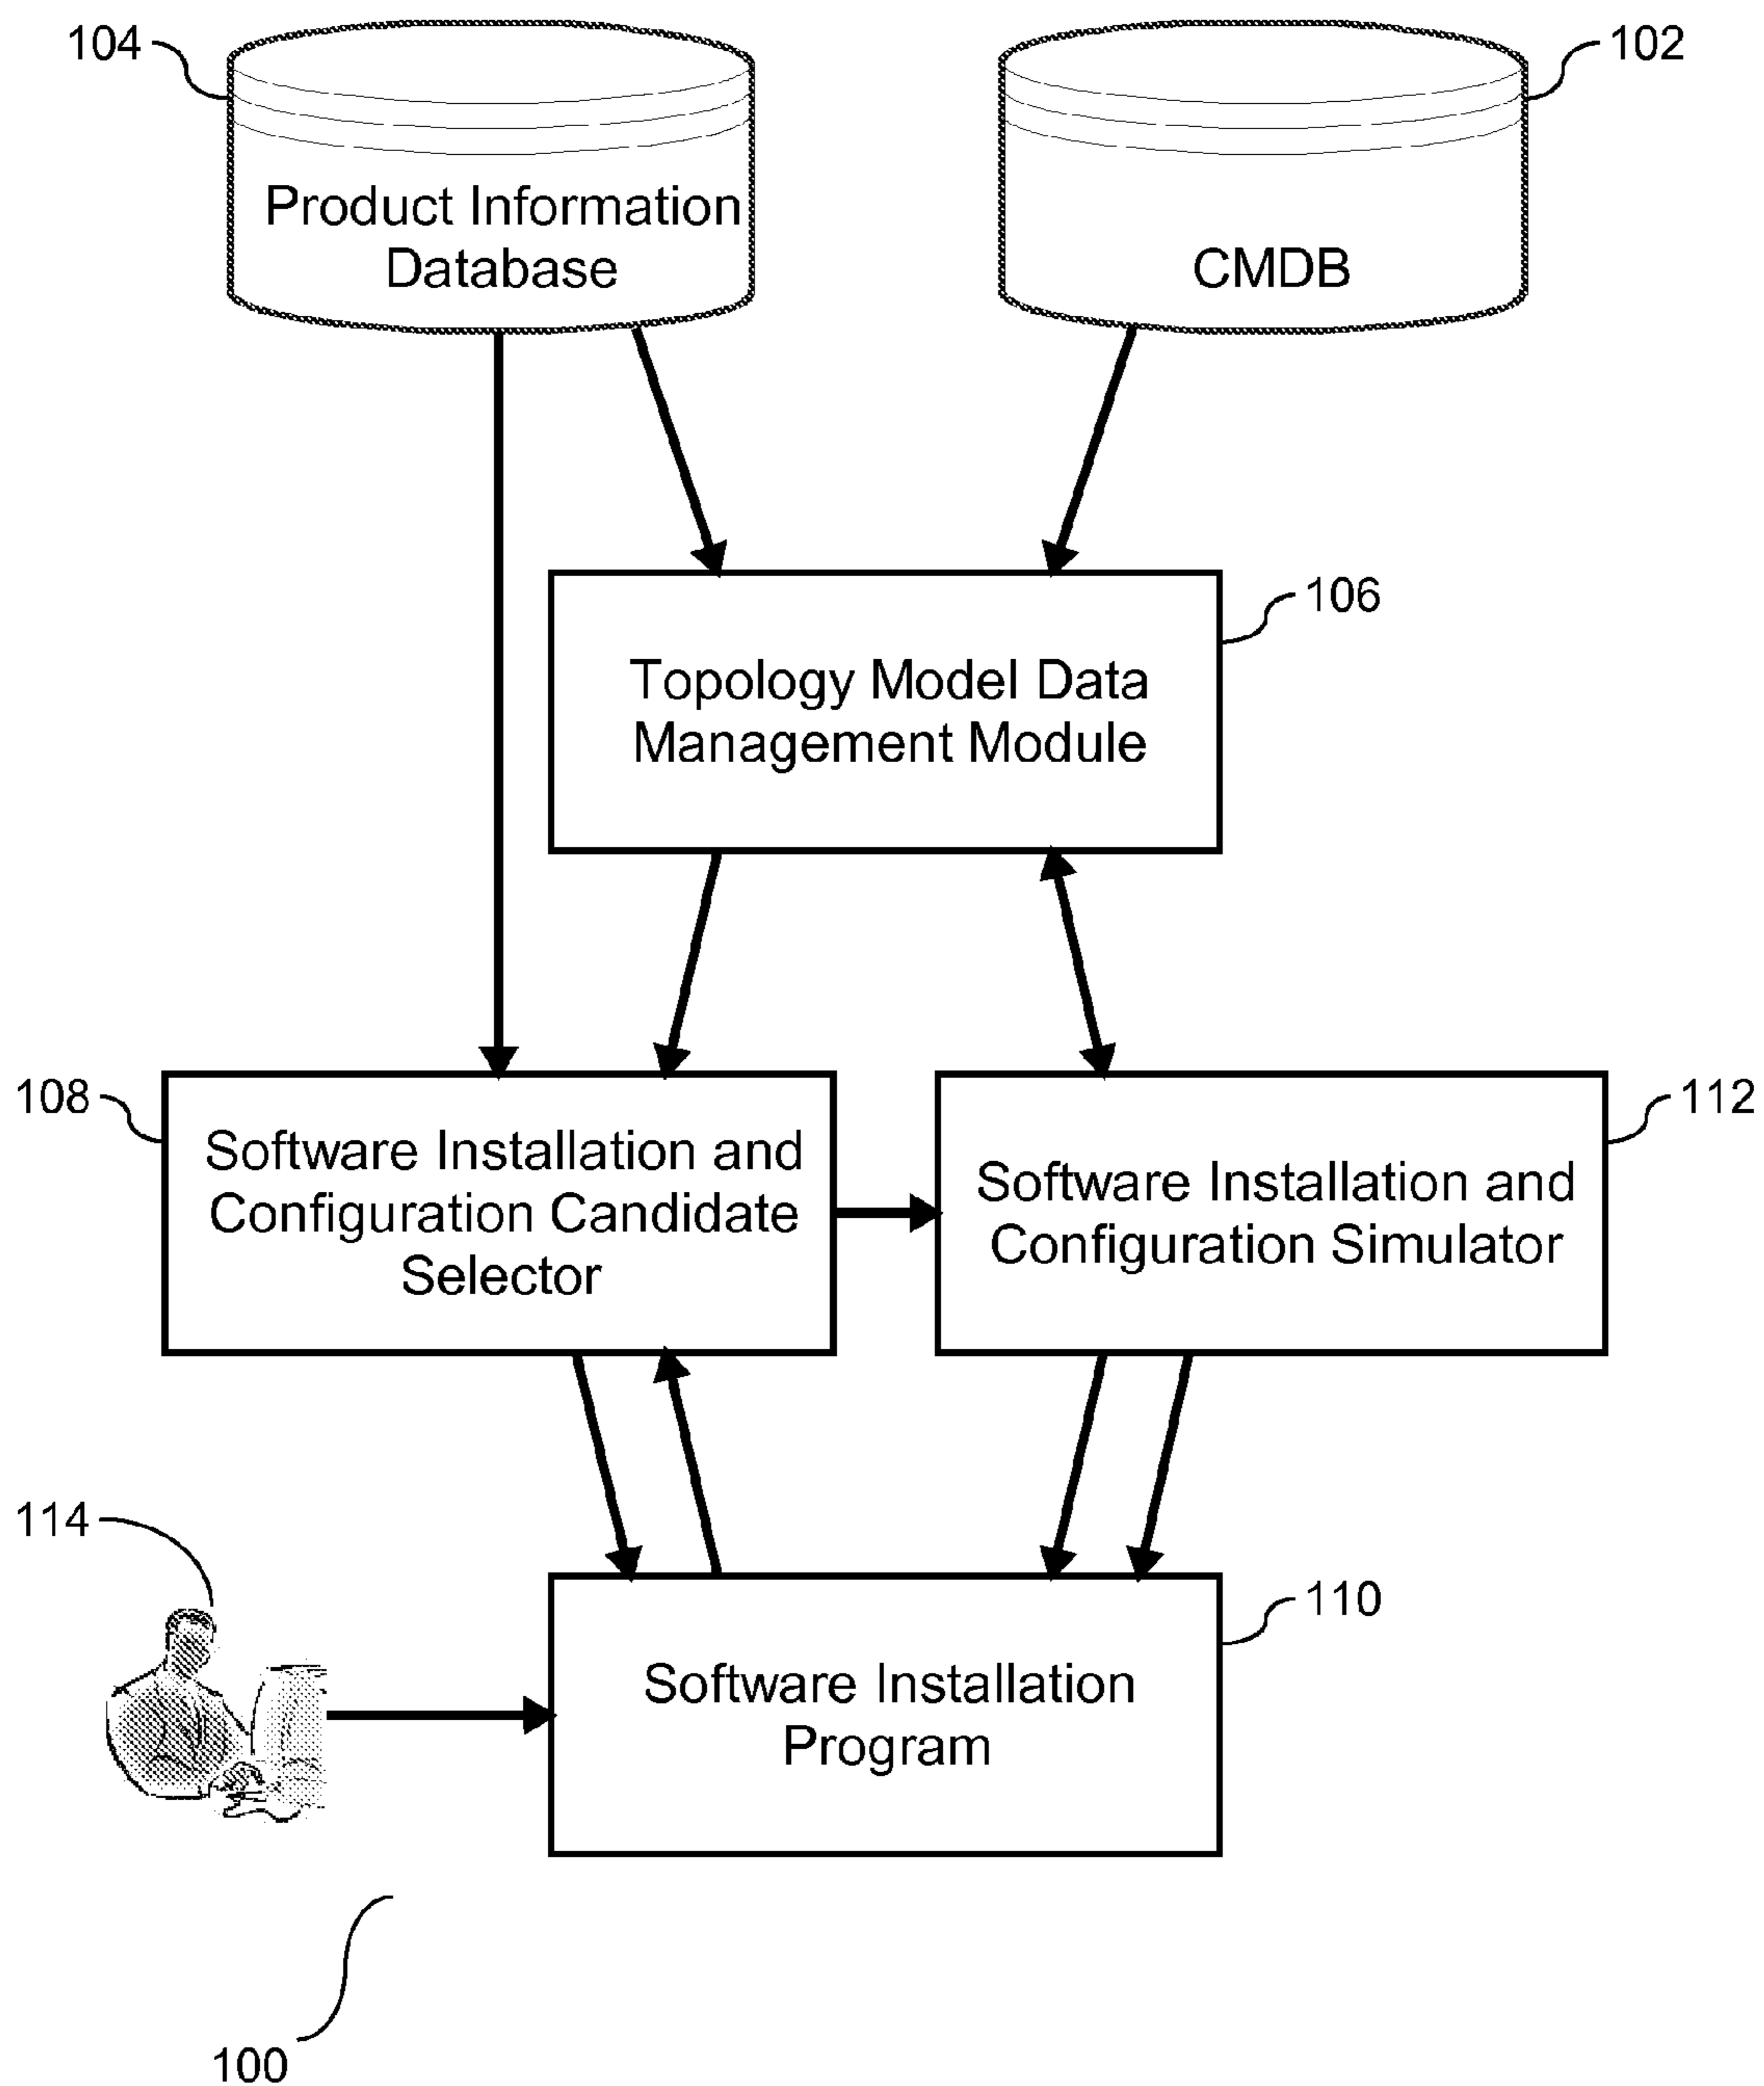 104
102
Product Information
Database
CMDB
106
Topology Model Data
Management Module
108
112
Software Installation and
Configuration Candidate
Selector
Software Installation and
Configuration Simulator
114
110
Software Installation
Program
100